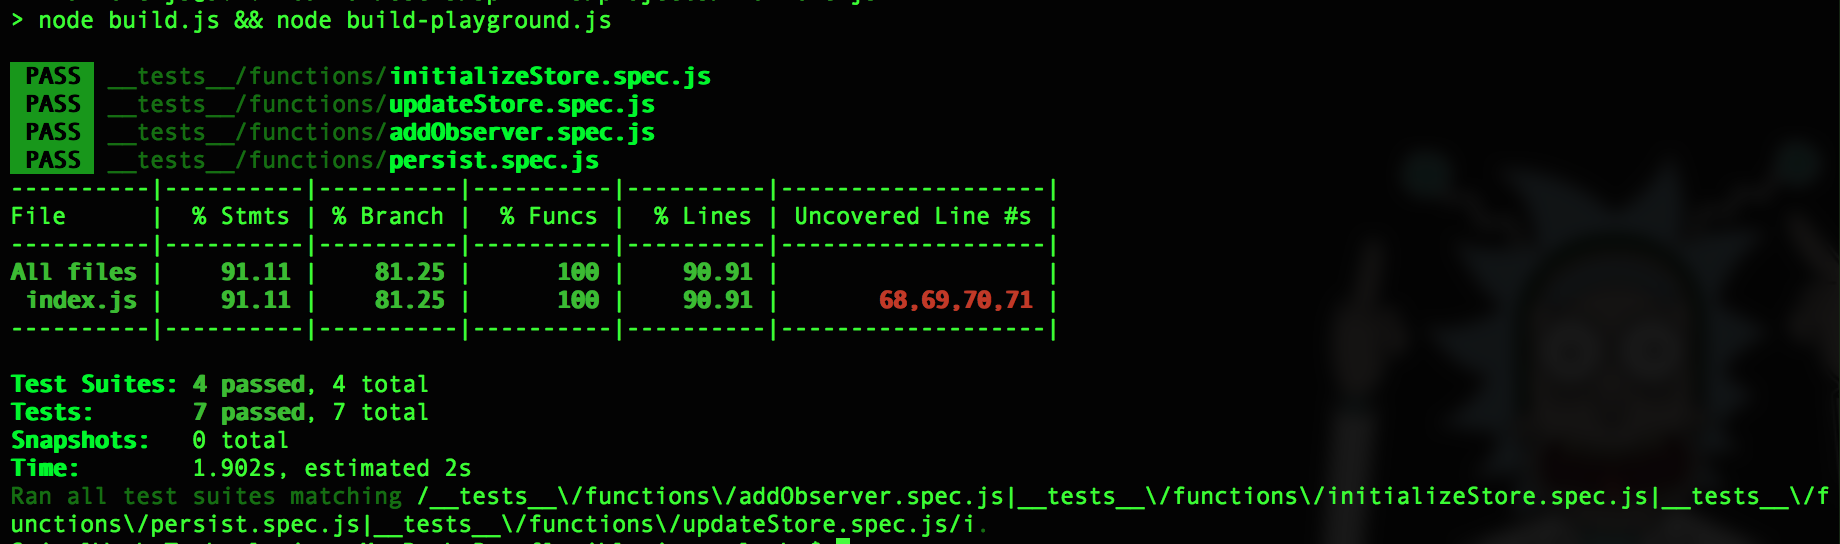 > node build.js && node build-playground.js
PASS __tests__/functions/initializeStore.spec.js
PASS __tests__/functions/updateStore.spec.js
PASS __tests__/functions/addObserver.spec.js
PASS __tests__/functions/persist.spec.js
----------|----------|----------|----------|----------|-------------------|
File      |  % Stmts | % Branch |  % Funcs |  % Lines | Uncovered Line #s |
----------|----------|----------|----------|----------|-------------------|
All files |    91.11 |    81.25 |      100 |    90.91 |                   |
 index.js |    91.11 |    81.25 |      100 |    90.91 |       68,69,70,71 |
----------|----------|----------|----------|----------|-------------------|
Test Suites: 4 passed, 4 total
Tests:       7 passed, 7 total
Snapshots:   0 total
Time:        1.902s, estimated 2s
Ran all test suites matching /__tests__\/functions\/addObserver.spec.js|__tests__\/functions\/initializeStore.spec.js|__tests__\/f
unctions\/persist.spec.js|__tests__\/functions\/updateStore.spec.js/i.